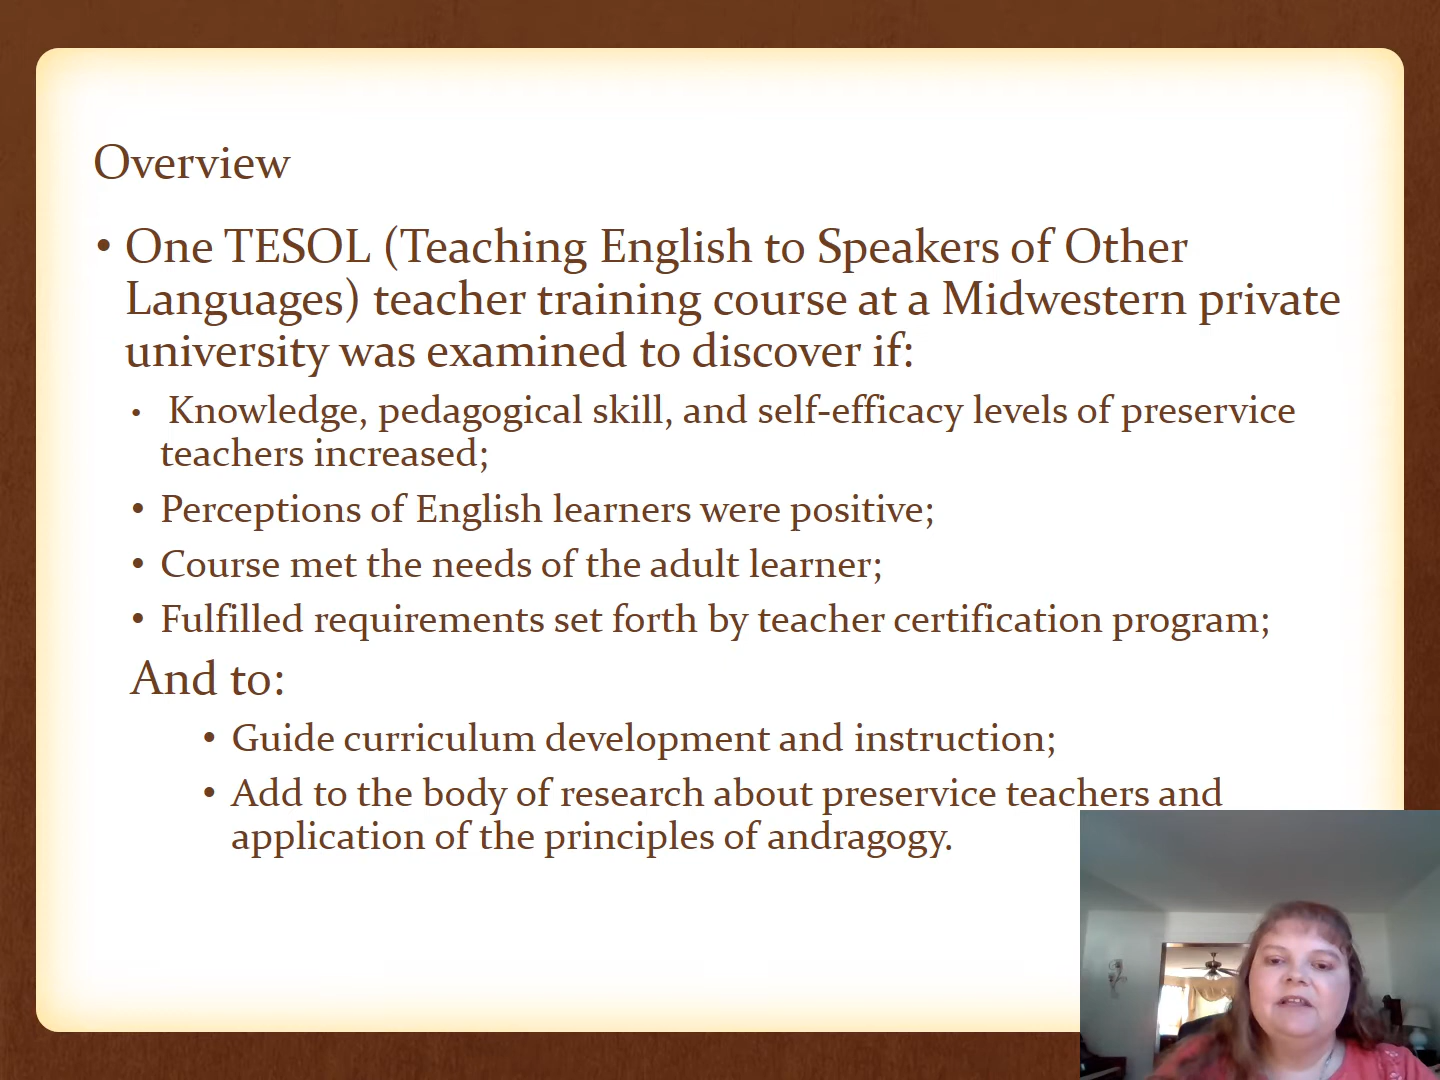 Overview
• One TESOL (Teaching English to Speakers of Other
Languages) teacher training course at a Midwestern private
university was examined to discover if:
• Knowledge, pedagogical skill, and self-efficacy levels of preservice
teachers increased;
• Perceptions of English learners were positive;
• Course met the needs of the adult learner;
• Fulfilled requirements set forth by teacher certification program;
And to:
• Guide curriculum development and instruction;
• Add to the body of research about preservice teachers and
application of the principles of andragogy.